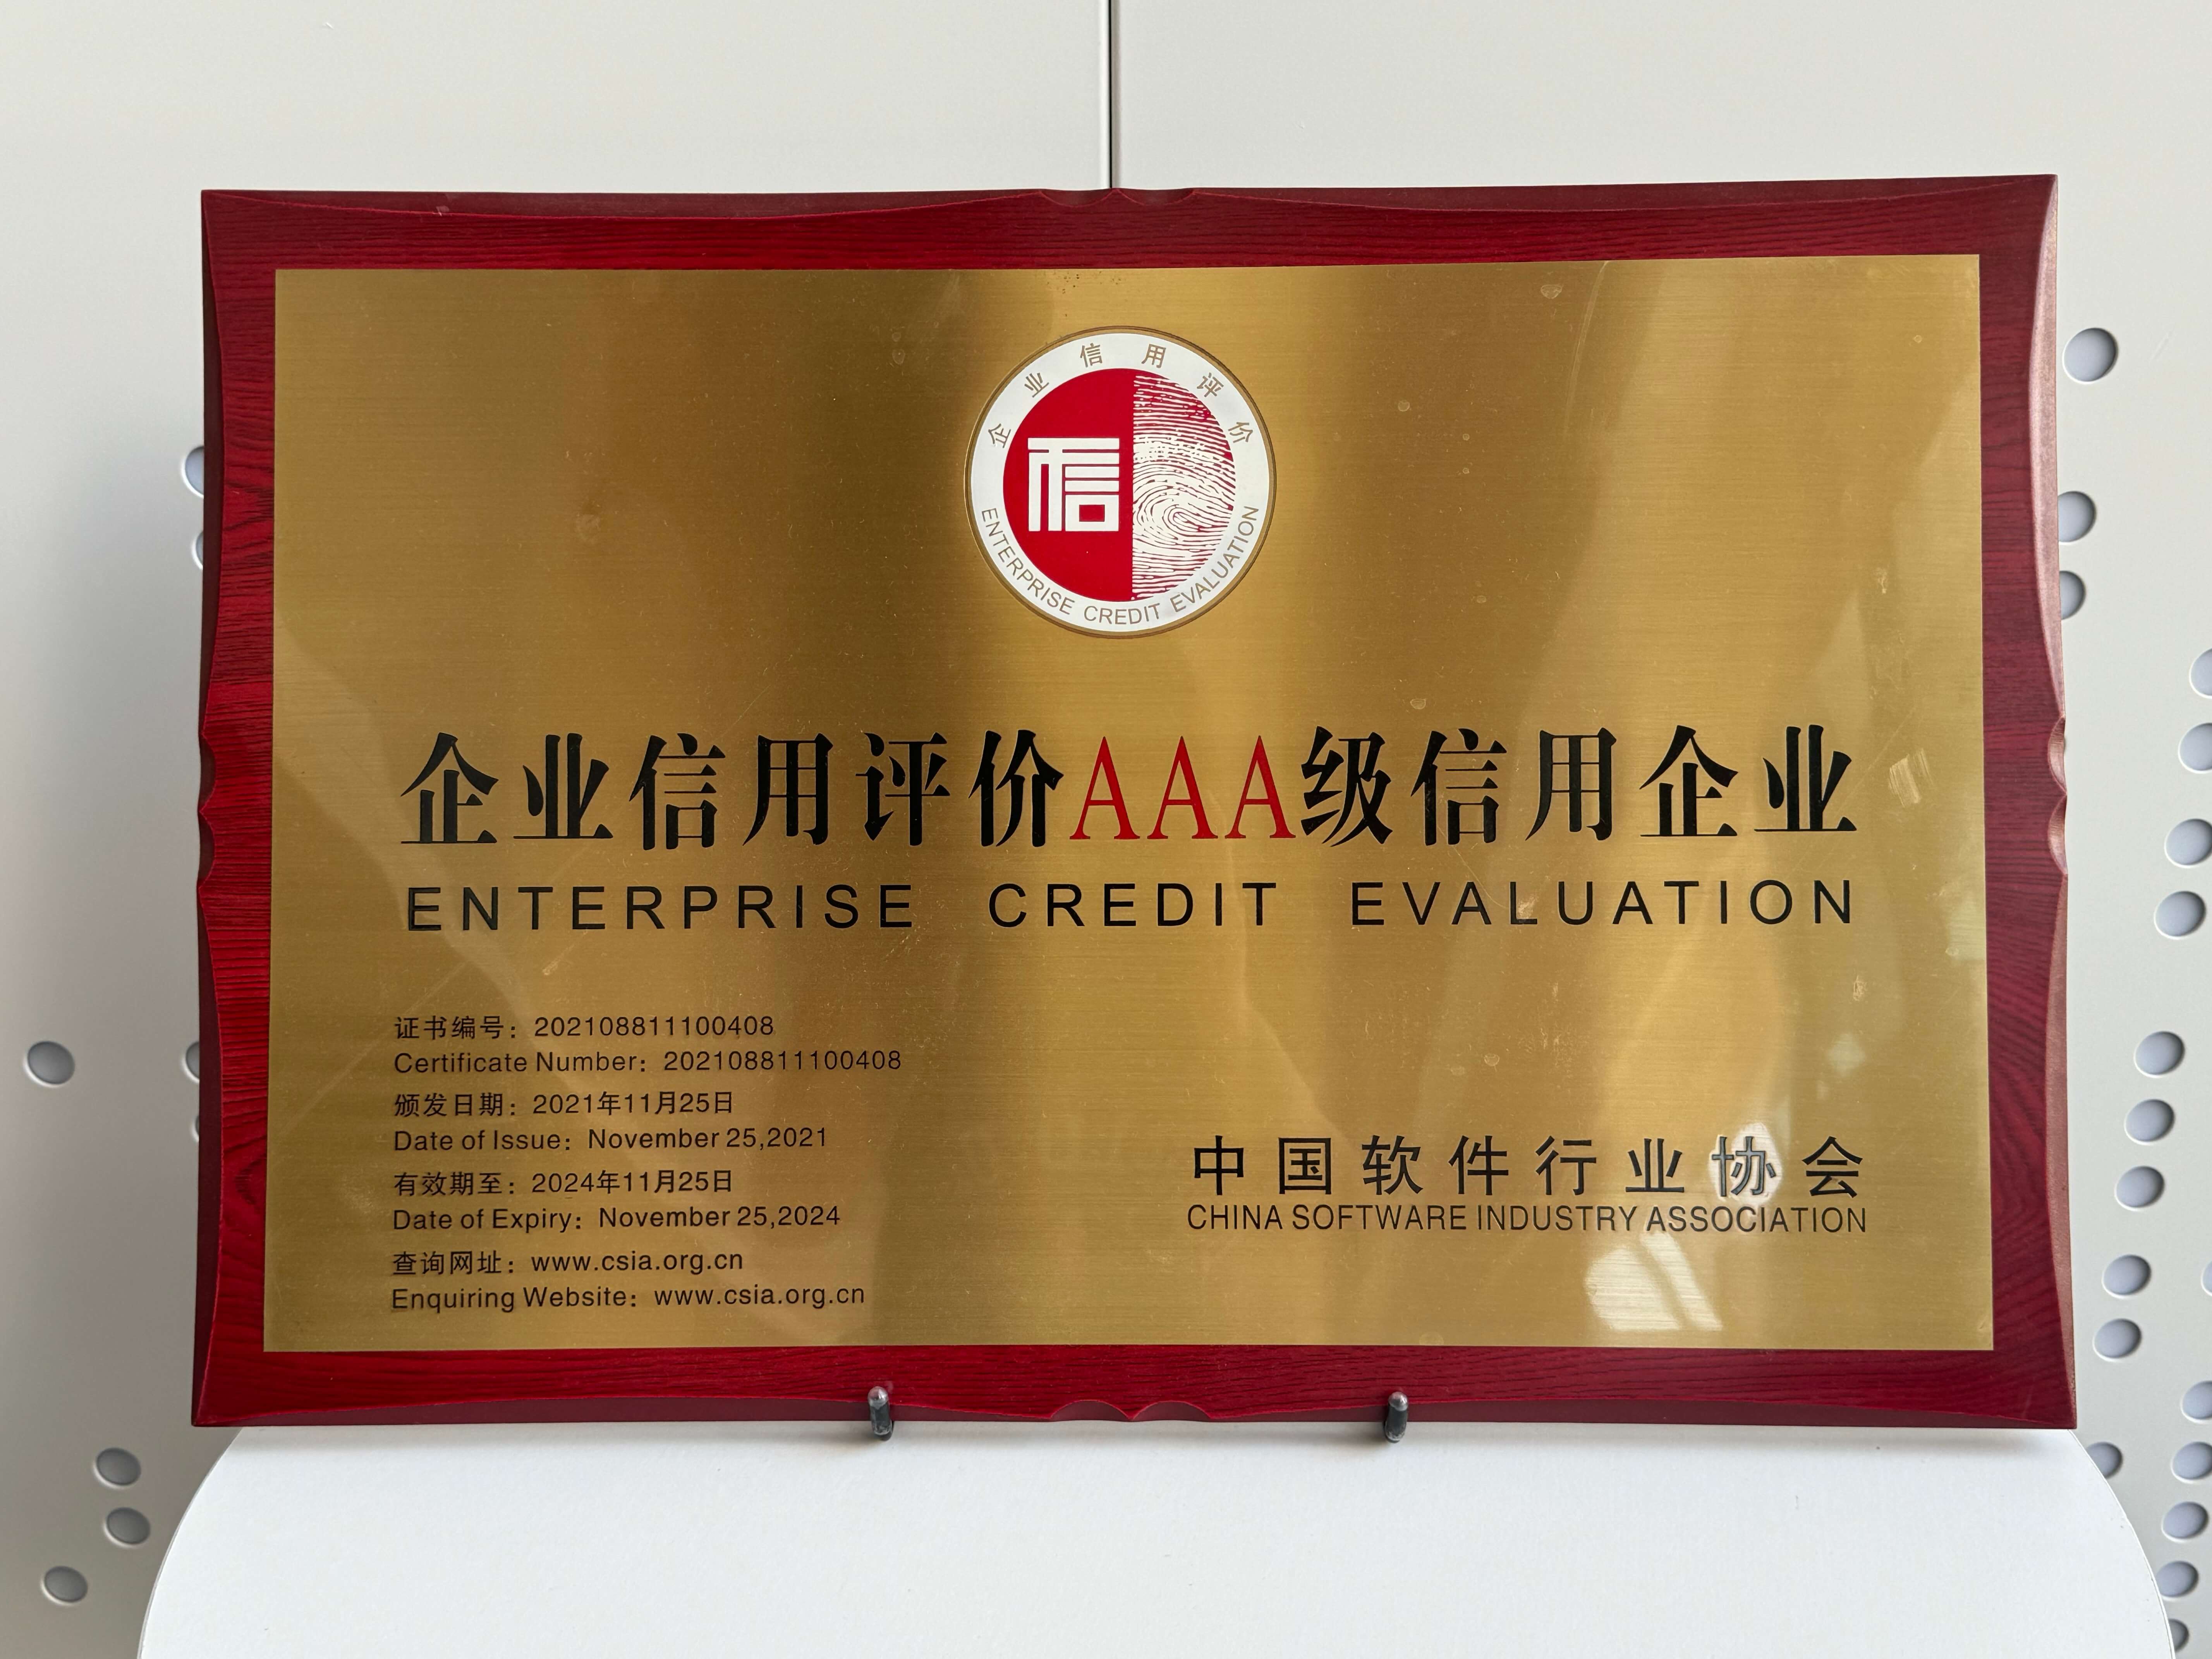 企业信用评价
信
ENTERPRISE CREDIT EVALUATION
企业信用评价AAA级信用企业
ENTERPRISE CREDIT EVALUATION
证书编号：202108811100408
Certificate Number：202108811100408
颁发日期：2021年11月25日
Date of Issue：November 25,2021
有效期至：2024年11月25日
Date of Expiry：November 25,2024
查询网址：www.csia.org.cn
Enquiring Website：www.csia.org.cn
中国软件行业协会
CHINA SOFTWARE INDUSTRY ASSOCIATION